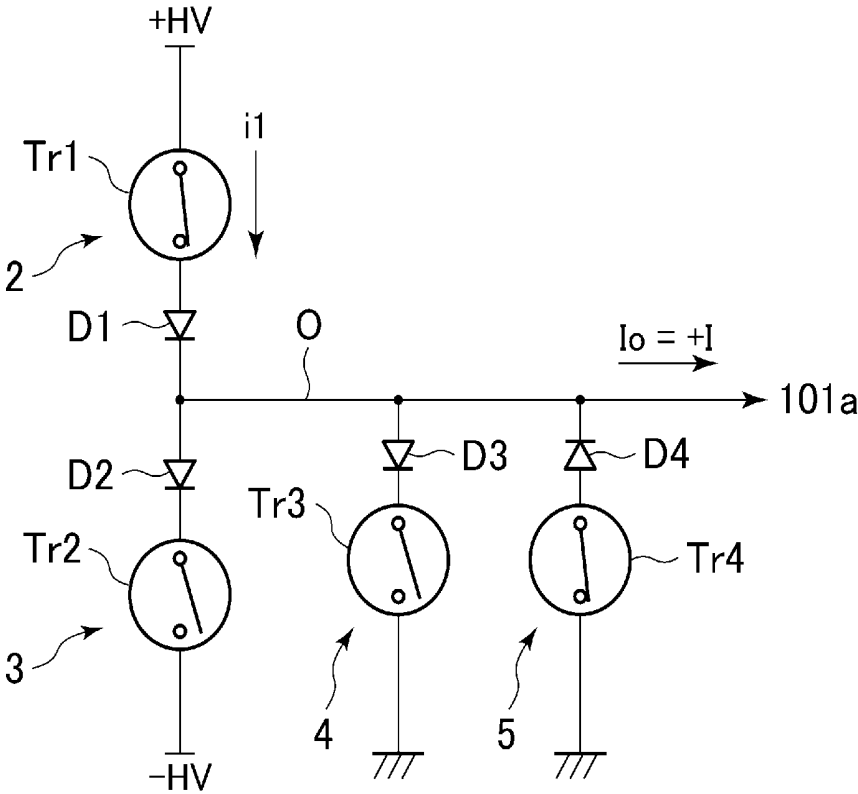 +HV
i1
Tr1
2
D1
O
Io = +I
101a
D2
D3
D4
Tr3
Tr2
Tr4
3
4
5
-HV